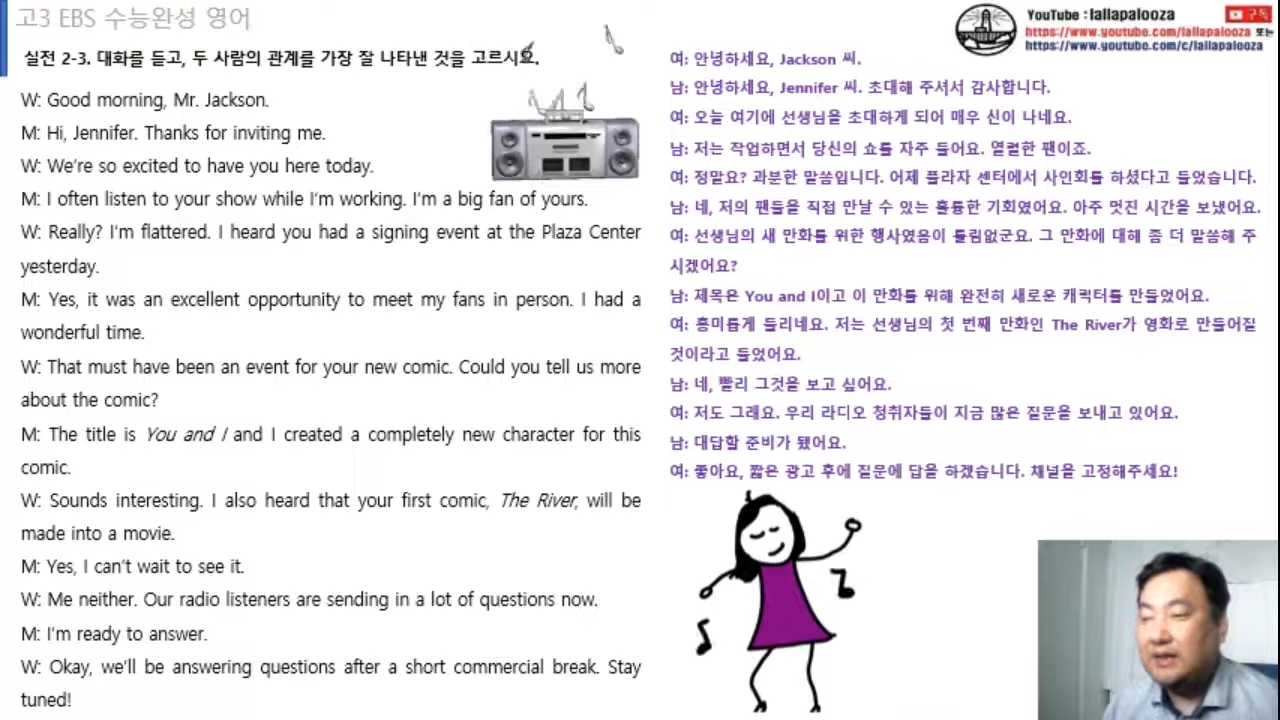 고3 EBS 수능완성 영어
YouTube : lallapalooza
구독
https://www.youtube.com/lallapalooza 또는
https://www.youtube.com/c/lallapalooza
실전 2-3. 대화를 듣고, 두 사람의 관계를 가장 잘 나타낸 것을 고르시오.
W: Good morning, Mr. Jackson.
M: Hi, Jennifer. Thanks for inviting me.
W: We're so excited to have you here today.
M: I often listen to your show while I'm working. I'm a big fan of yours.
W: Really? I'm flattered. I heard you had a signing event at the Plaza Center
yesterday.
M: Yes, it was an excellent opportunity to meet my fans in person. I had a
wonderful time.
W: That must have been an event for your new comic. Could you tell us more
about the comic?
M: The title is You and I and I created a completely new character for this
comic.
W: Sounds interesting. I also heard that your first comic, The River, will be
made into a movie.
M: Yes, I can't wait to see it.
W: Me neither. Our radio listeners are sending in a lot of questions now.
M: I'm ready to answer.
W: Okay, we'll be answering questions after a short commercial break. Stay
tuned!
여: 안녕하세요, Jackson 씨.
남: 안녕하세요, Jennifer 씨. 초대해 주셔서 감사합니다.
여: 오늘 여기에 선생님을 초대하게 되어 매우 신이 나네요.
남: 저는 작업하면서 당신의 쇼를 자주 들어요. 열렬한 팬이죠.
여: 정말요? 과분한 말씀입니다. 어제 플라자 센터에서 사인회를 하셨다고 들었습니다.
남: 네, 저의 팬들을 직접 만날 수 있는 훌륭한 기회였어요. 아주 멋진 시간을 보냈어요.
여: 선생님의 새 만화를 위한 행사였음이 틀림없군요. 그 만화에 대해 좀 더 말씀해 주
시겠어요?
남: 제목은 You and I이고 이 만화를 위해 완전히 새로운 캐릭터를 만들었어요.
여: 흥미롭게 들리네요. 저는 선생님의 첫 번째 만화인 The River가 영화로 만들어질
것이라고 들었어요.
남: 네, 빨리 그것을 보고 싶어요.
여: 저도 그래요. 우리 라디오 청취자들이 지금 많은 질문을 보내고 있어요.
남: 대답할 준비가 됐어요.
여: 좋아요, 짧은 광고 후에 질문에 답을 하겠습니다. 채널을 고정해주세요!